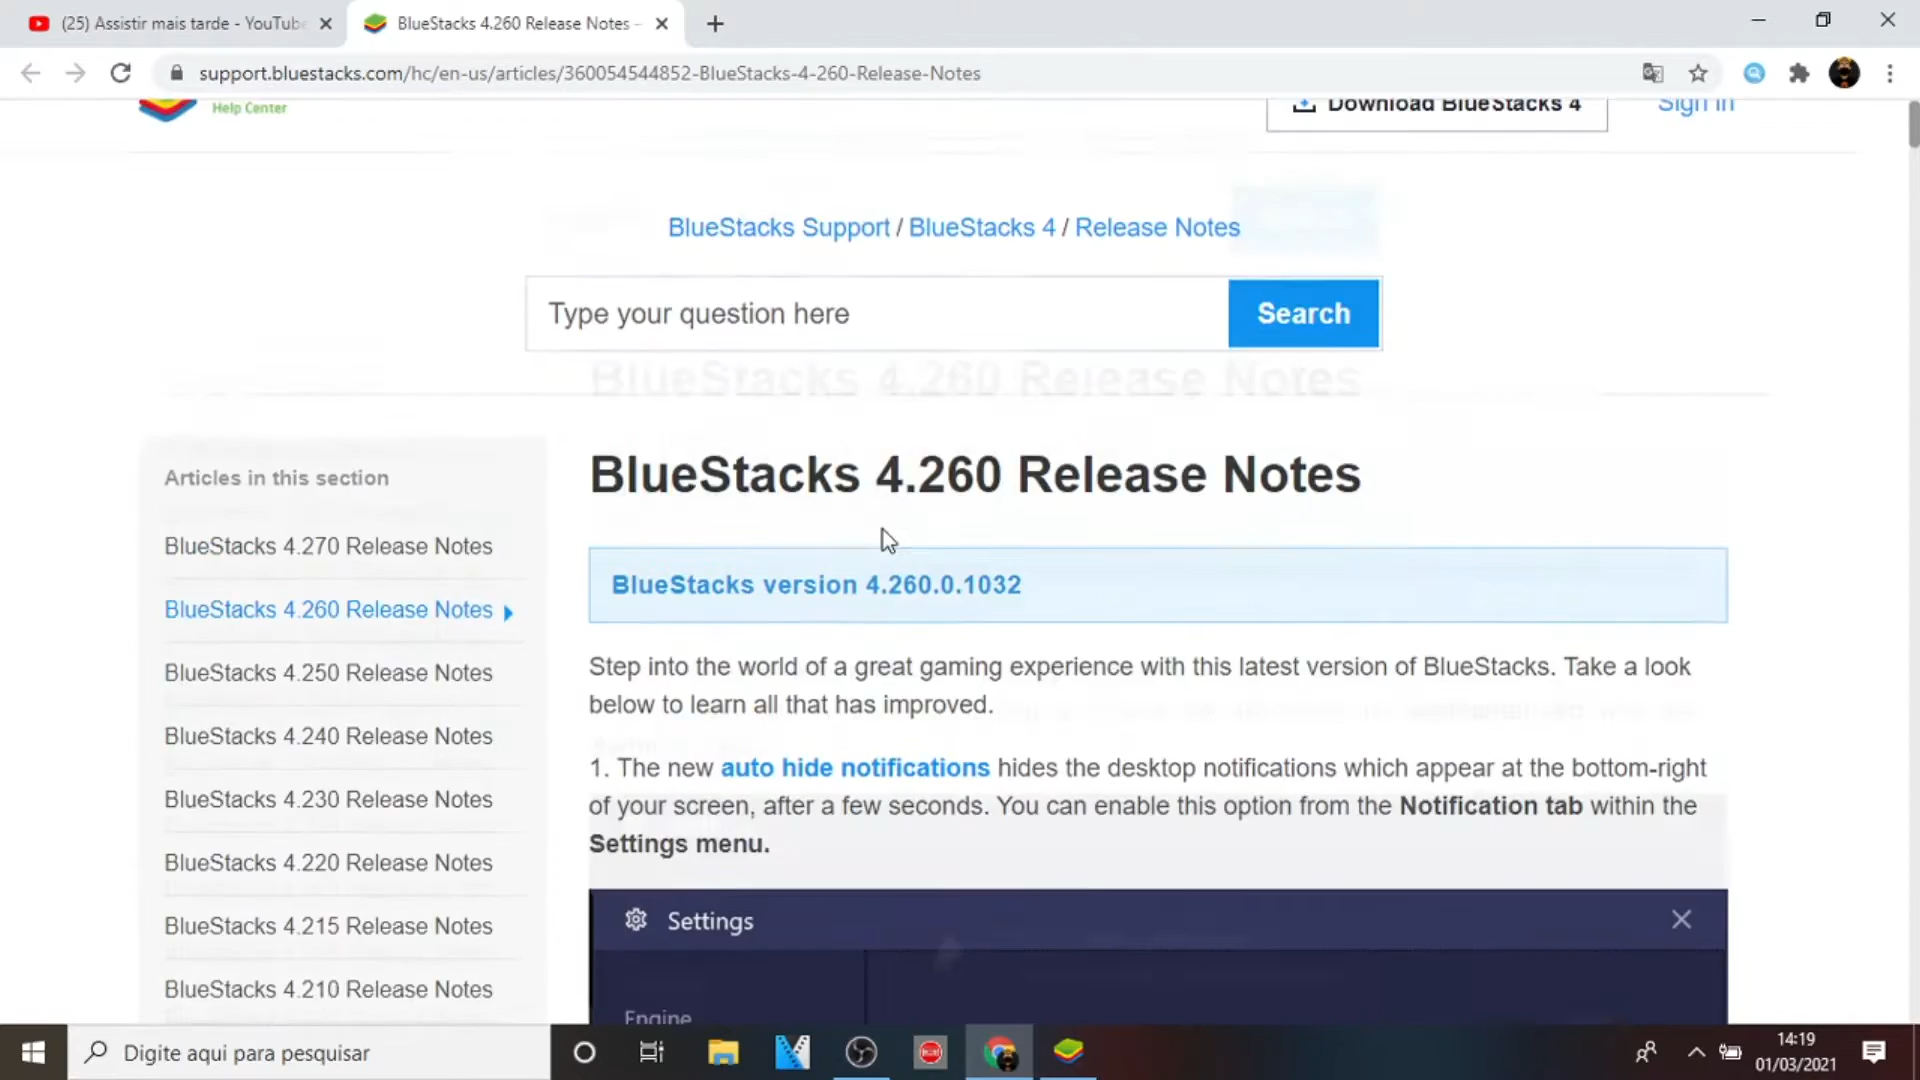 (25) Assistir mais tarde - YouTube
BlueStacks 4.260 Release Notes –
support.bluestacks.com/hc/en-us/articles/360054544852-BlueStacks-4-260-Release-Notes
Help Center
Download BlueStacks 4
Sign in
BlueStacks Support / BlueStacks 4 / Release Notes
Type your question here
Search
BlueStacks 4.260 Release Notes
Articles in this section
BlueStacks 4.270 Release Notes
BlueStacks 4.260 Release Notes
BlueStacks 4.250 Release Notes
BlueStacks 4.240 Release Notes
BlueStacks 4.230 Release Notes
BlueStacks 4.220 Release Notes
BlueStacks 4.215 Release Notes
BlueStacks 4.210 Release Notes
BlueStacks 4.260 Release Notes
BlueStacks version 4.260.0.1032
Step into the world of a great gaming experience with this latest version of BlueStacks. Take a look
below to learn all that has improved.
1. The new auto hide notifications hides the desktop notifications which appear at the bottom-right
of your screen, after a few seconds. You can enable this option from the Notification tab within the
Settings menu.
Settings
Engine
Digite aqui para pesquisar
14:19
01/03/2021